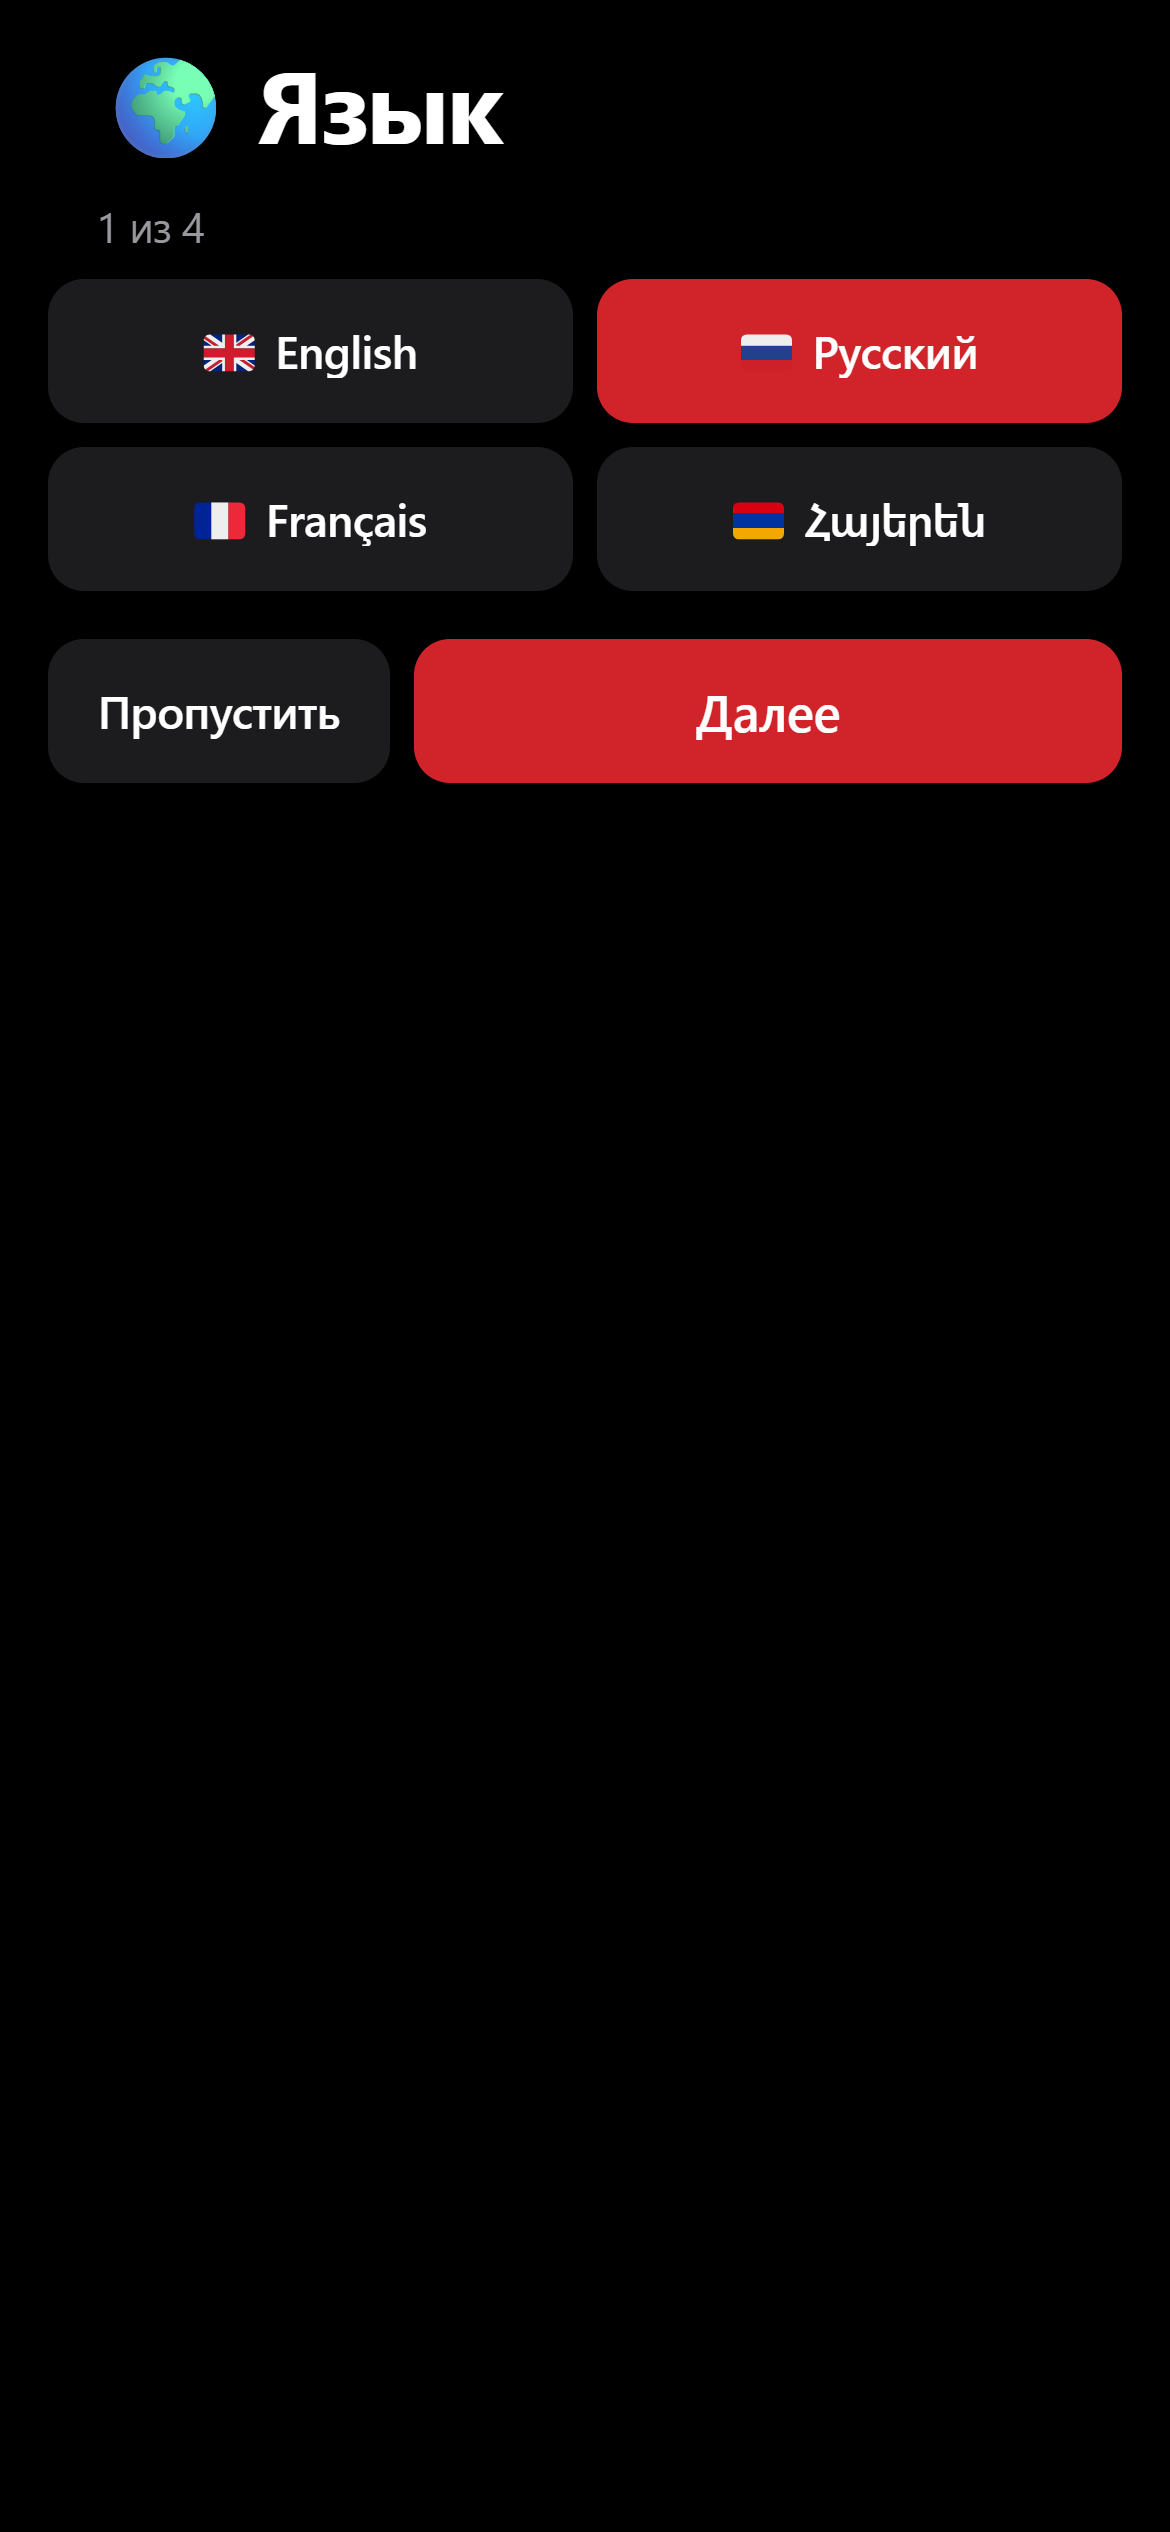 Язык
1 из 4
English
Русский
Français
Հայերեն
Пропустить
Далее